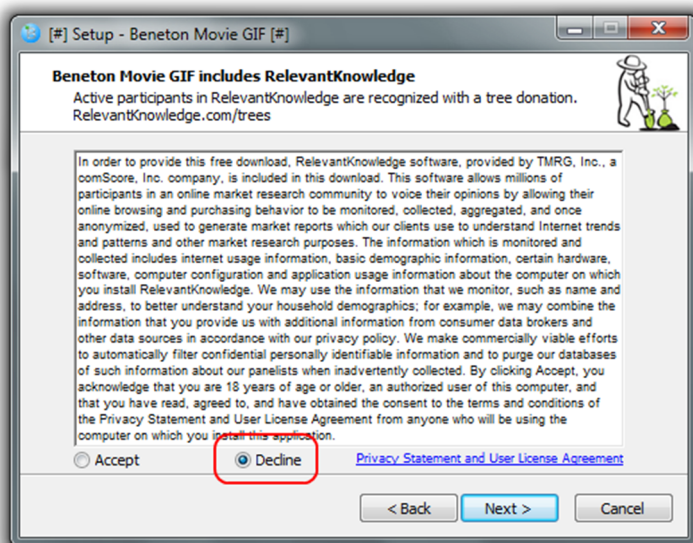 [#] Setup - Beneton Movie GIF [#]
Beneton Movie GIF includes RelevantKnowledge
Active participants in RelevantKnowledge are recognized with a tree donation.
RelevantKnowledge.com/trees
In order to provide this free download, RelevantKnowledge software, provided by TMRG, Inc., a
comScore, Inc. company, is included in this download. This software allows millions of
participants in an online market research community to voice their opinions by allowing their
online browsing and purchasing behavior to be monitored, collected, aggregated, and once
anonymized, used to generate market reports which our clients use to understand Internet trends
and patterns and other market research purposes. The information which is monitored and
collected includes internet usage information, basic demographic information, certain hardware,
software, computer configuration and application usage information about the computer on which
you install RelevantKnowledge. We may use the information that we monitor, such as name and
address, to better understand your household demographics; for example, we may combine the
information that you provide us with additional information from consumer data brokers and
other data sources in accordance with our privacy policy. We make commercially viable efforts
to automatically filter confidential personally identifiable information and to purge our databases
of such information about our panelists when inadvertently collected. By clicking Accept, you
acknowledge that you are 18 years of age or older, an authorized user of this computer, and
that you have read, agreed to, and have obtained the consent to the terms and conditions of
the Privacy Statement and User License Agreement from anyone who will be using the
computer on which you install this application.
Accept Decline Privacy Statement and User License Agreement
< Back Next > Cancel